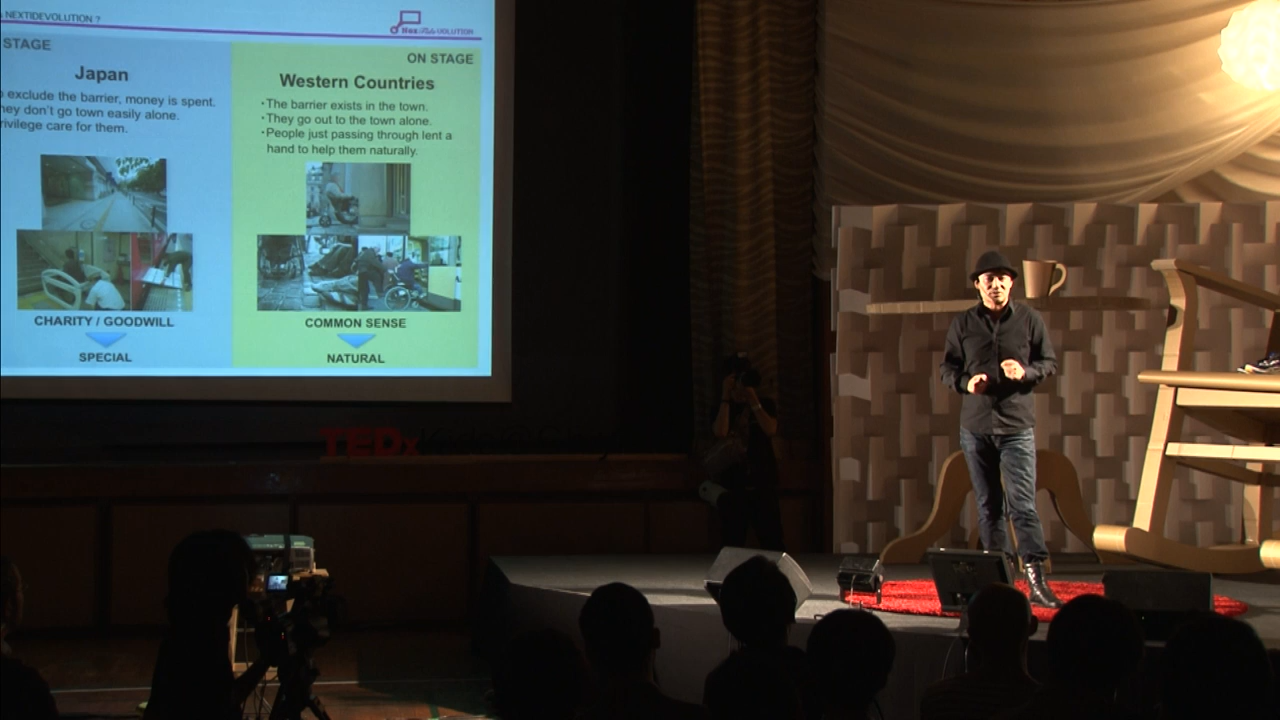 NEXTIDEVOLUTION ?
STAGE
Japan
exclude the barrier, money is spent.
hey don't go town easily alone.
rivilege care for them.
CHARITY / GOODWILL
SPECIAL
ON STAGE
Western Countries
・The barrier exists in the town.
・They go out to the town alone.
・People just passing through lent a
hand to help them naturally.
COMMON SENSE
NATURAL
TEDx